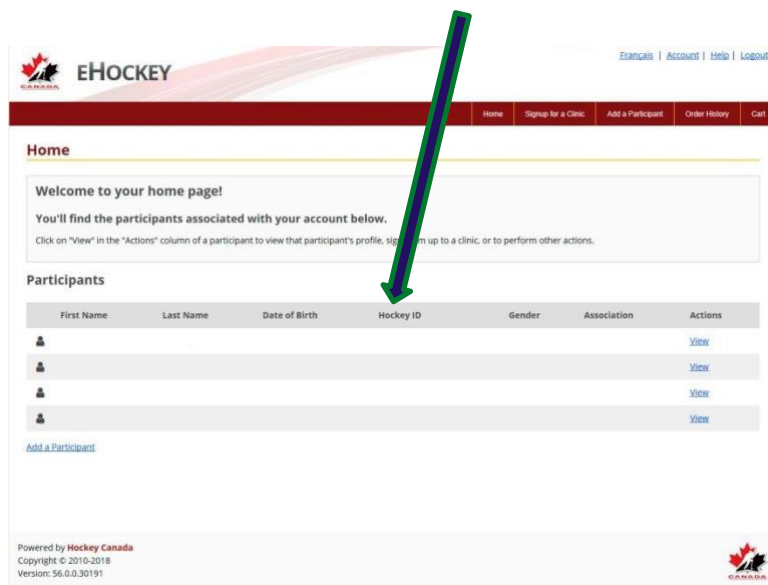 Français | Account | Help | Logout
CANADA
EHOCKEY
Home Signup for a Clinic Add a Participant Order History Cart
Home
Welcome to your home page!
You'll find the participants associated with your account below.
Click on "View" in the "Actions" column of a participant to view that participant's profile, up to a clinic, or to perform other actions.
Participants
First Name Last Name Date of Birth Hockey ID Gender Association Actions
View
View
View
View
Add a Participant
Powered by Hockey Canada
Copyright © 2010-2018
Version: 56.0.0.30191
CANADA